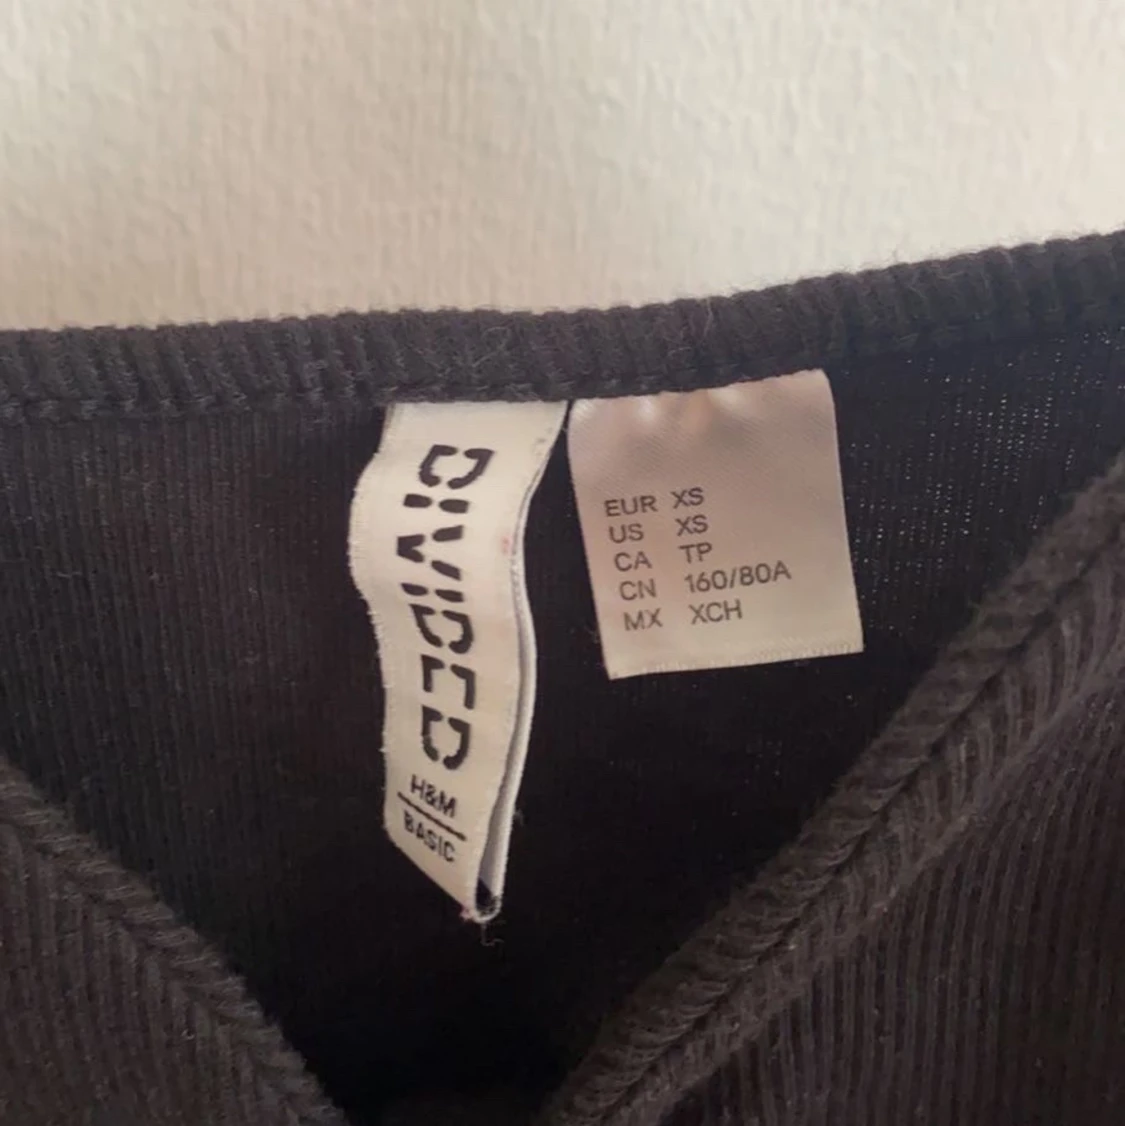 DIVIDED
H&M
BASIC
EUR XS
US XS
CA TP
CN 160/80A
MX XCH